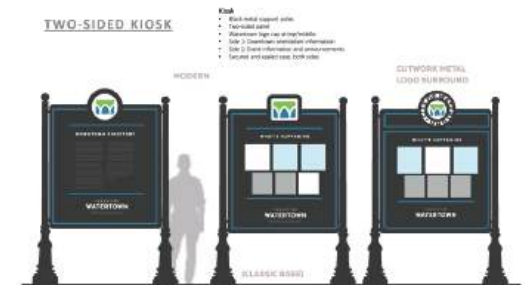 TWO-SIDED KIOSK
Kiosk
• Black metal support poles
• Two-sided panel
• Watertown logo cap at top/middle
• Side 1: Downtown orientation information
• Side 2: Event information and announcements
• Secured and sealed case, both sides
MODERN
CUTWORK METAL
LOGO SURROUND
DOWNTOWN DIRECTORY
WATERTOWN
WHAT'S HAPPENING
WATERTOWN
WHAT'S HAPPENING
WATERTOWN
(CLASSIC BASE)